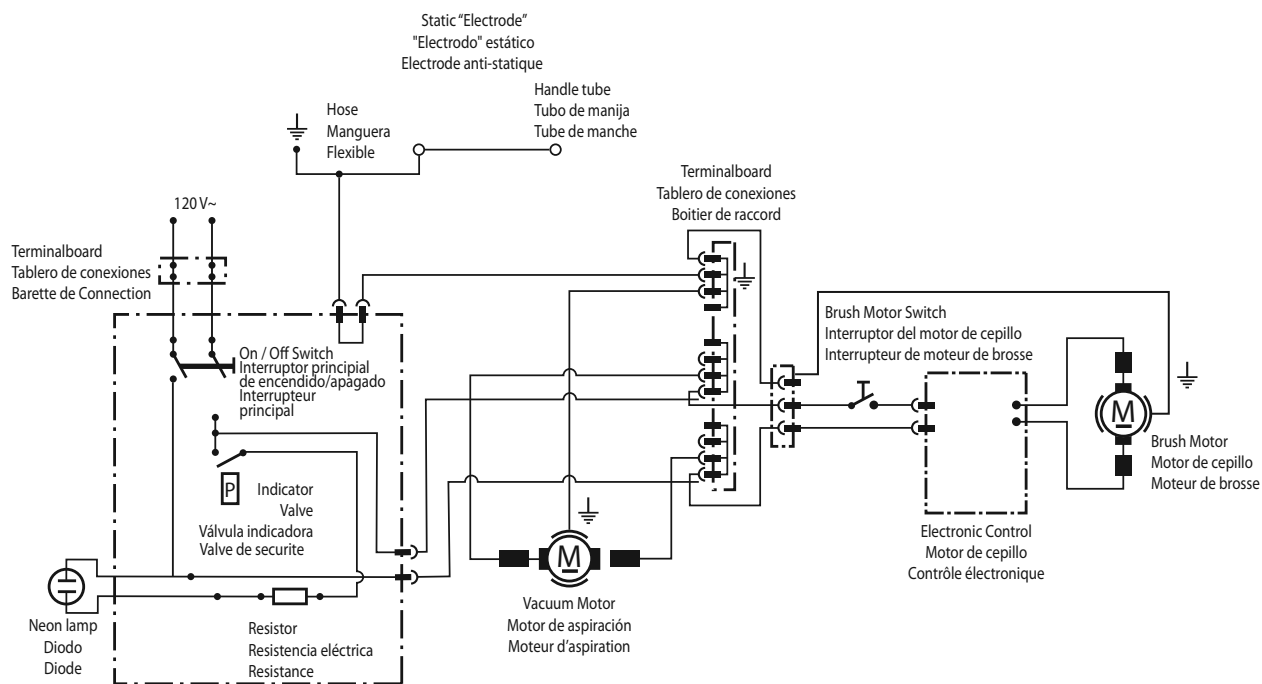 Static “Electrode”
"Electrodo" estático
Electrode anti-statique
Handle tube
Tubo de manija
Tube de manche
Hose
Manguera
Flexible
Terminalboard
Tablero de conexiones
Boitier de raccord
120 V~
Terminalboard
Tablero de conexiones
Barette de Connection
Brush Motor Switch
Interruptor del motor de cepillo
Interrupteur de moteur de brosse
On / Off Switch
Interruptor principial
de encendido/apagado
Interrupteur
principal
M
Brush Motor
Motor de cepillo
Moteur de brosse
P
Indicator
Valve
Válvula indicadora
Valve de securite
Electronic Control
Motor de cepillo
Contrôle électronique
M
Vacuum Motor
Motor de aspiración
Moteur d’aspiration
Neon lamp
Diodo
Diode
Resistor
Resistencia eléctrica
Resistance